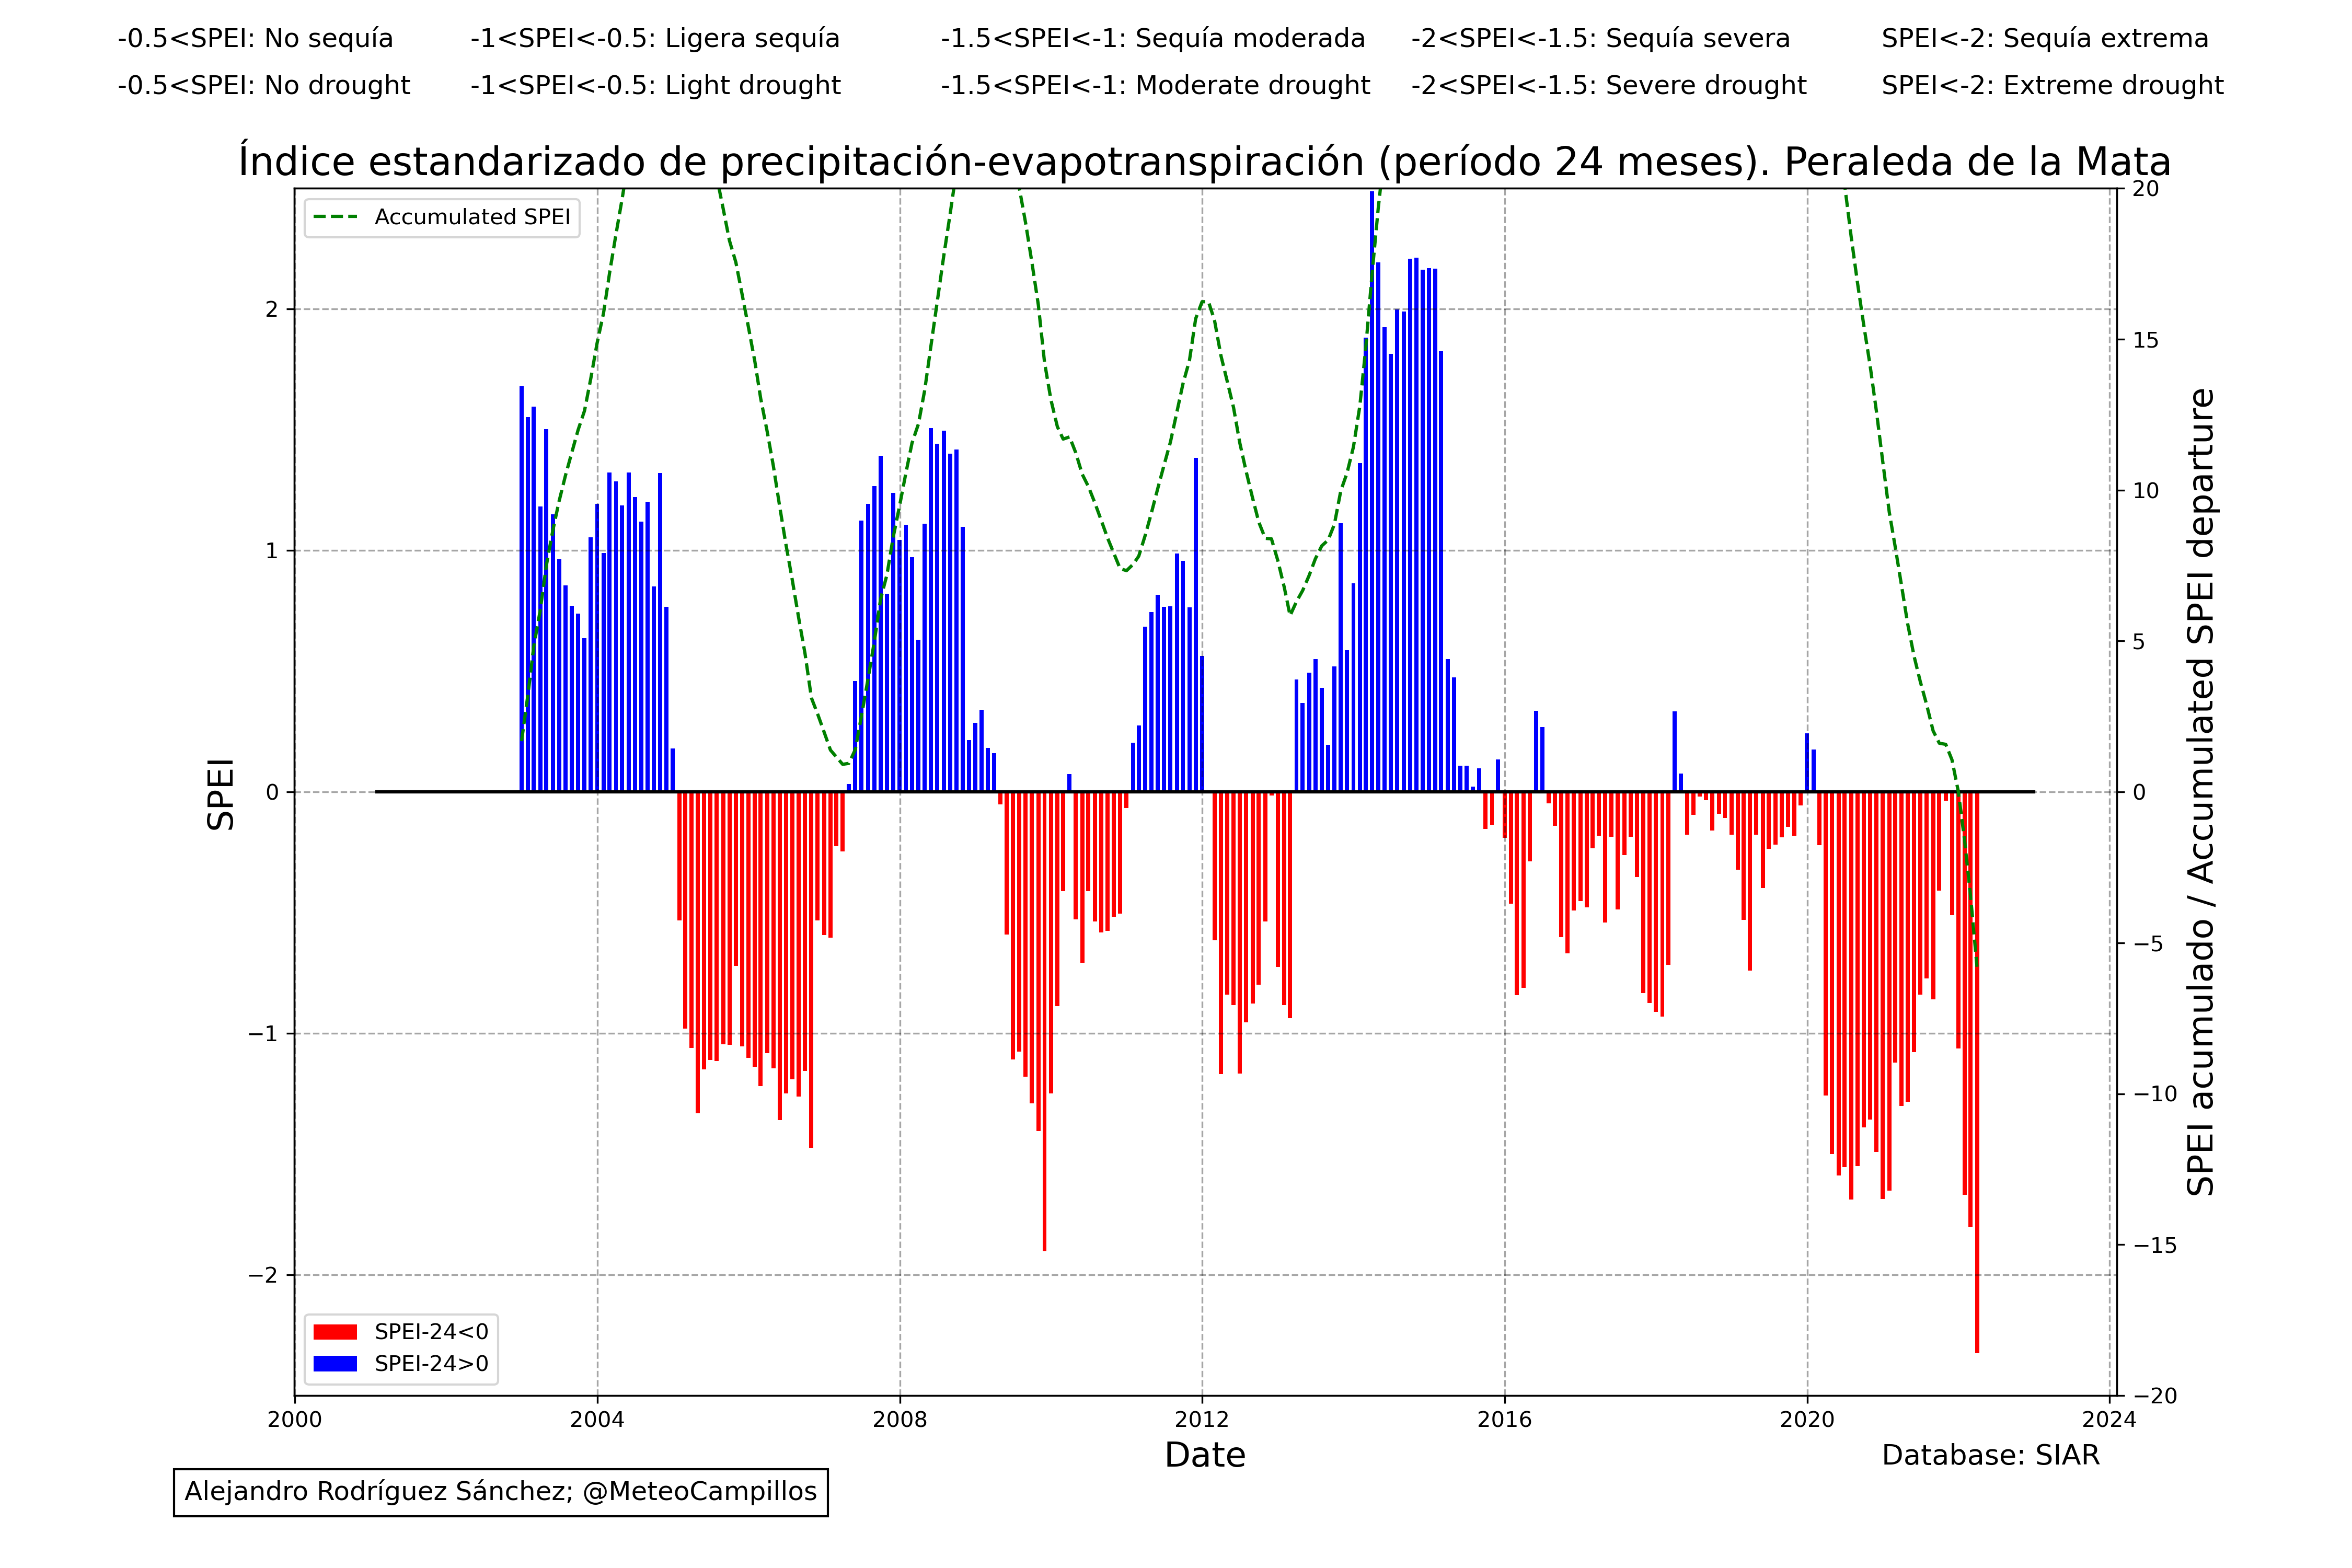 -0.5<SPEI: No sequía -1<SPEI<-0.5: Ligera sequía -1.5<SPEI<-1: Sequía moderada -2<SPEI<-1.5: Sequía severa SPEI<-2: Sequía extrema
-0.5<SPEI: No drought -1<SPEI<-0.5: Light drought -1.5<SPEI<-1: Moderate drought -2<SPEI<-1.5: Severe drought SPEI<-2: Extreme drought
Índice estandarizado de precipitación-evapotranspiración (período 24 meses). Peraleda de la Mata
Accumulated SPEI
2
1
0
−1
−2
SPEI
20
15
10
5
0
−5
−10
−15
−20
SPEI acumulado / Accumulated SPEI departure
SPEI-24<0
SPEI-24>0
2000 2004 2008 2012 2016 2020 2024
Date
Database: SIAR
Alejandro Rodríguez Sánchez; @MeteoCampillos